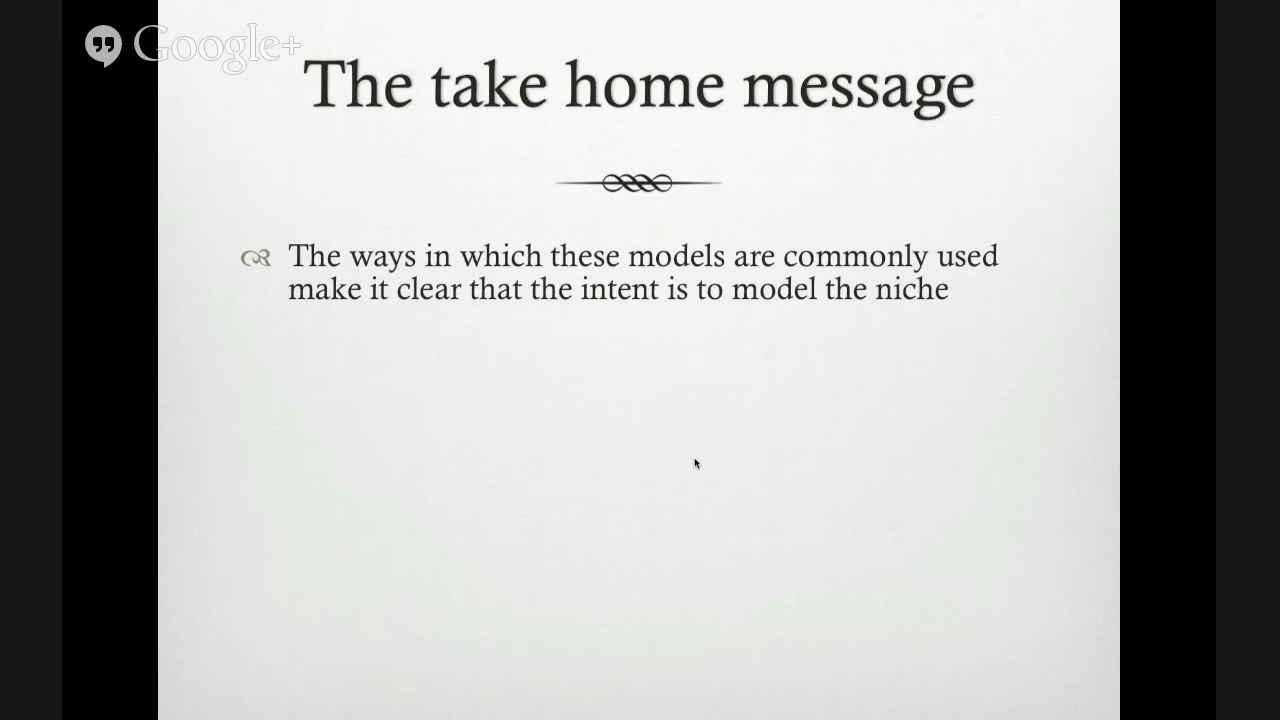 Google+
The take home message
The ways in which these models are commonly used
make it clear that the intent is to model the niche